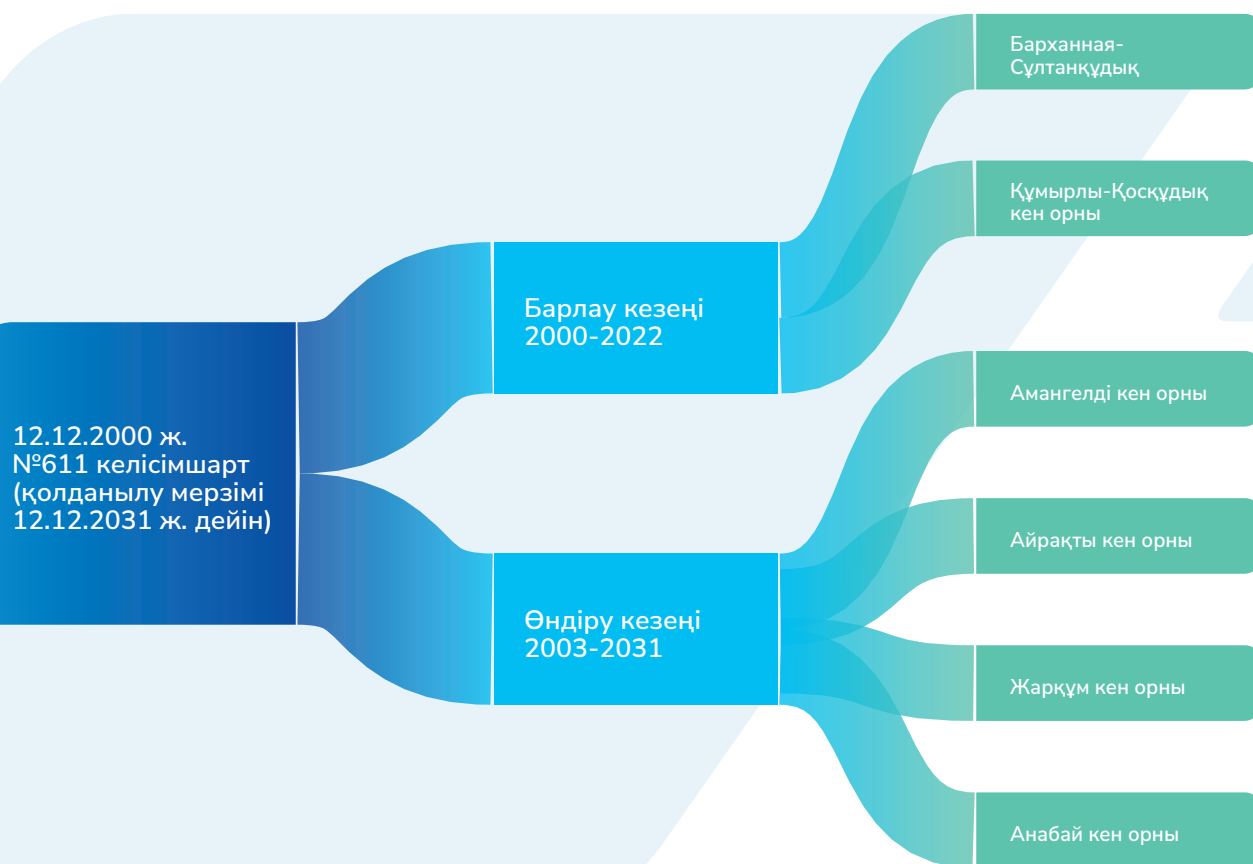 12.12.2000 ж.
№611 келісімшарт
(қолданылу мерзімі
12.12.2031 ж. дейін)
Барлау кезеңі
2000-2022
Өндіру кезеңі
2003-2031
Барханная-
Сұлтанқұдық
Құмырлы-Қосқұдық
кен орны
Амангелді кен орны
Айрақты кен орны
Жарқұм кен орны
Анабай кен орны